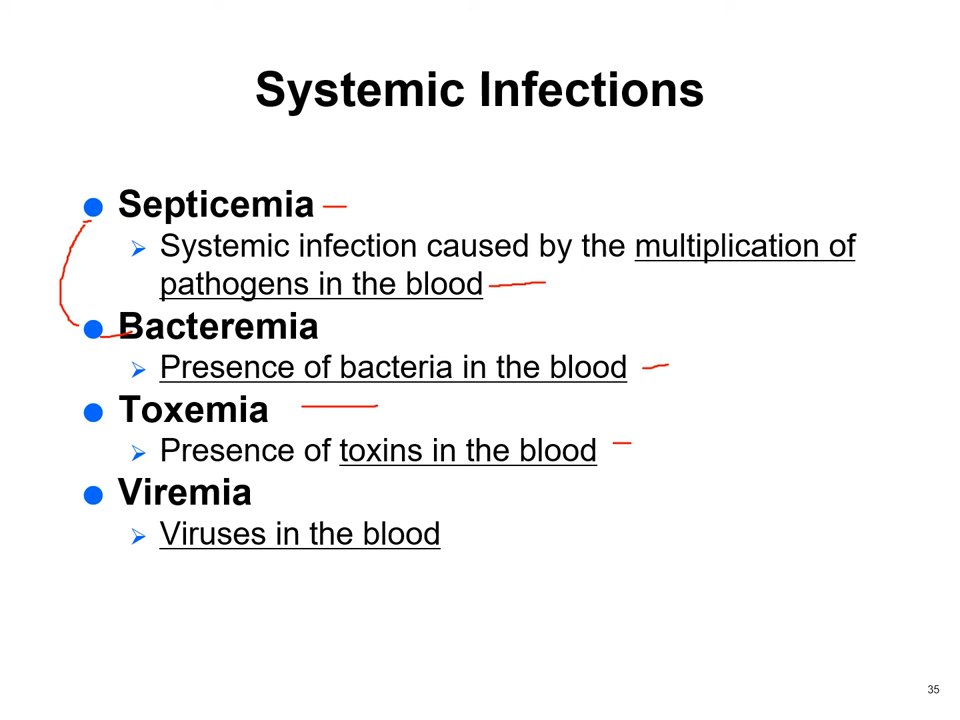 Systemic Infections
Septicemia
Systemic infection caused by the multiplication of
pathogens in the blood
Bacteremia
Presence of bacteria in the blood
Toxemia
Presence of toxins in the blood
Viremia
Viruses in the blood
35